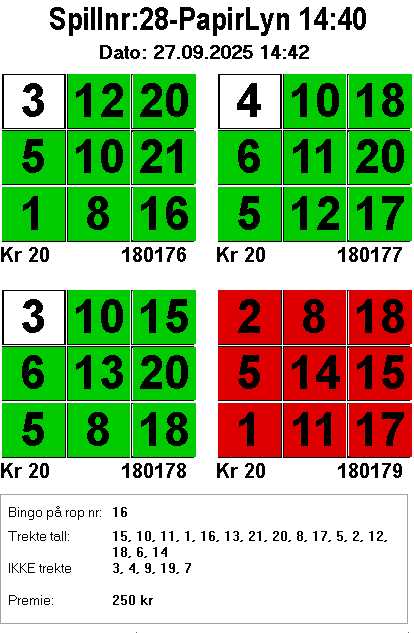 Spillnr:28-PapirLyn 14:40
Dato: 27.09.2025 14:42
3 12 20
5 10 21
1 8 16
Kr 20 180176
4 10 18
6 11 20
5 12 17
Kr 20 180177
3 10 15
6 13 20
5 8 18
Kr 20 180178
2 8 18
5 14 15
1 11 17
Kr 20 180179
Bingo på rop nr: 16
Trekte tall: 15, 10, 11, 1, 16, 13, 21, 20, 8, 17, 5, 2, 12,
18, 6, 14
IKKE trekte 3, 4, 9, 19, 7
Premie: 250 kr